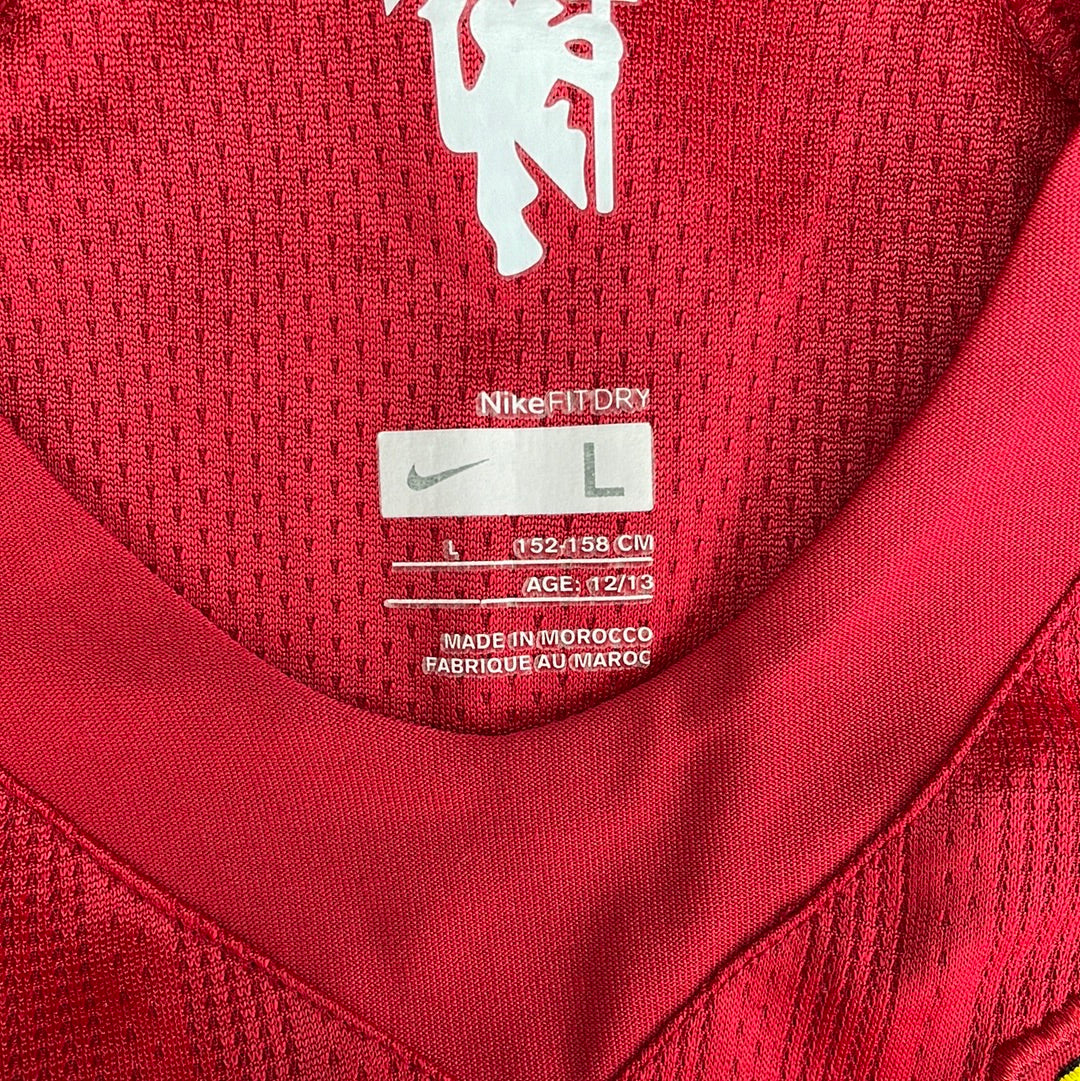 NikeFITDRY
L
L 152-158 CM
AGE: 12/13
MADE IN MOROCCO
FABRIQUE AU MAROC